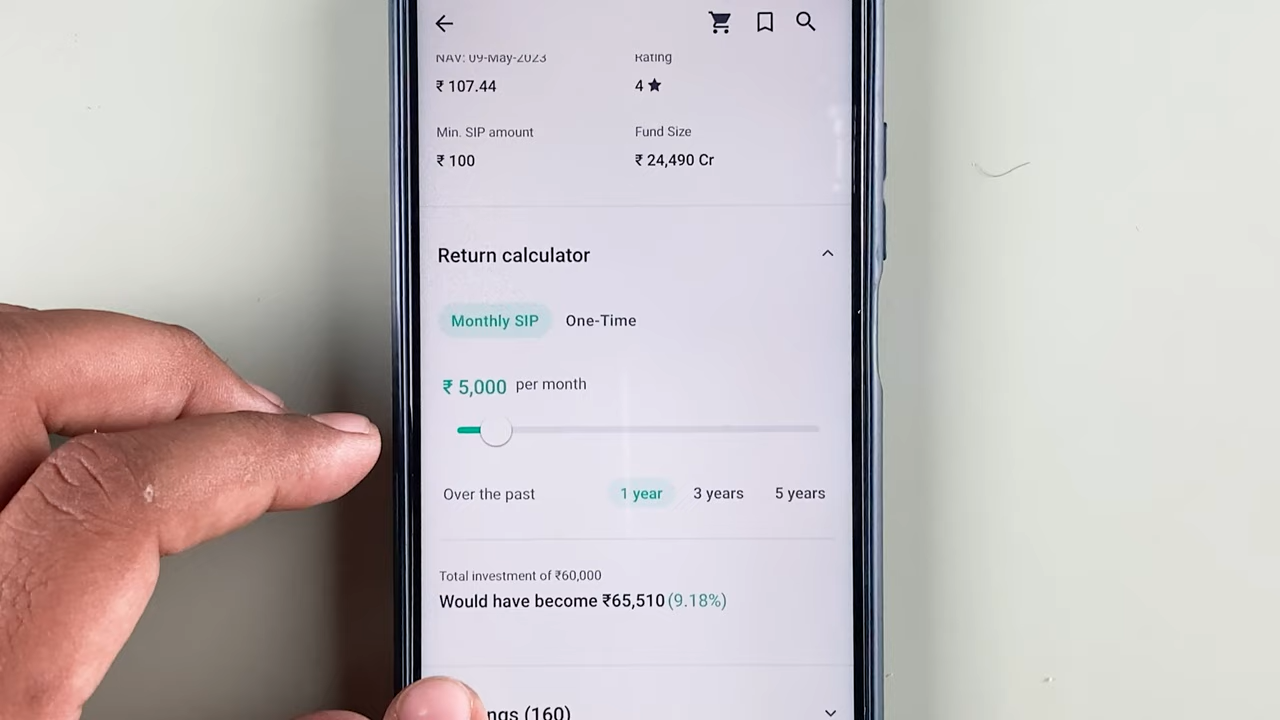 NAV: 09-May-2023 Rating
₹ 107.44 4 ★
Min. SIP amount Fund Size
₹ 100 ₹ 24,490 Cr
Return calculator
Monthly SIP One-Time
₹ 5,000 per month
Over the past 1 year 3 years 5 years
Total investment of ₹60,000
Would have become ₹65,510 (9.18%)
(160)